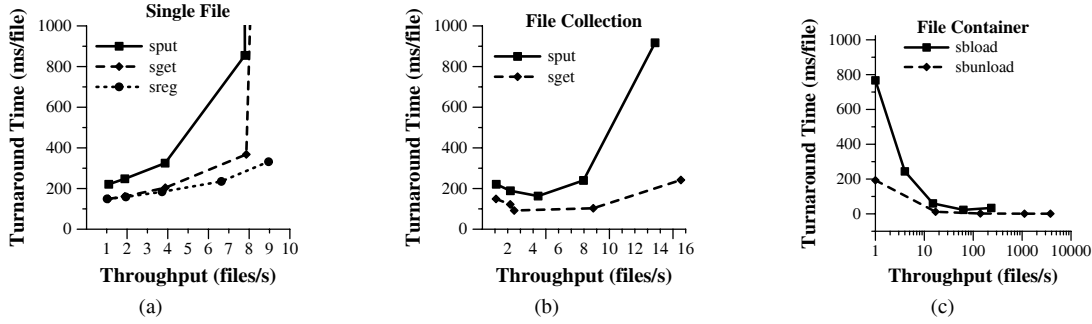 Single File
1000
800
600
400
200
0
Turnaround Time (ms/file)
sput
sget
sreg
1 2 3 4 5 6 7 8 9 10
Throughput (files/s)
(a)
File Collection
1000
800
600
400
200
0
Turnaround Time (ms/file)
sput
sget
2 4 6 8 10 12 14 16
Throughput (files/s)
(b)
File Container
1000
800
600
400
200
0
Turnaround Time (ms/file)
sbload
sbunload
1 10 100 1000 10000
Throughput (files/s)
(c)